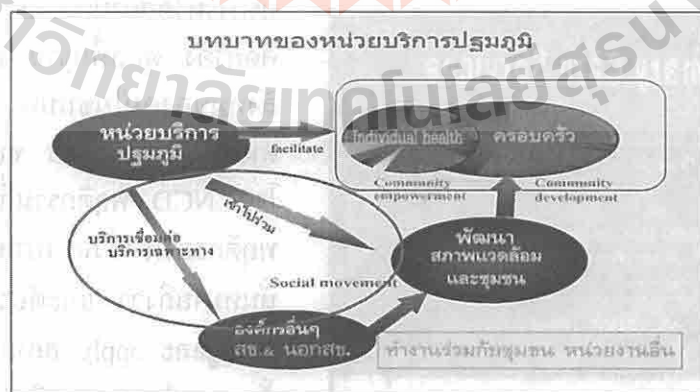 บทบาทของหน่วยบริการปฐมภูมิ
หน่วยบริการ
ปฐมภูมิ
facilitate
Individual health
ครอบครัว
Community
empowerment
Community
development
เข้าไปร่วม
บริการเชื่อมต่อ
บริการเฉพาะทาง
พัฒนา
สภาพแวดล้อม
และชุมชน
Social movement
องค์กรอื่นๆ
สธ.& นอกสธ.
ทำงานร่วมกับชุมชน หน่วยงานอื่น